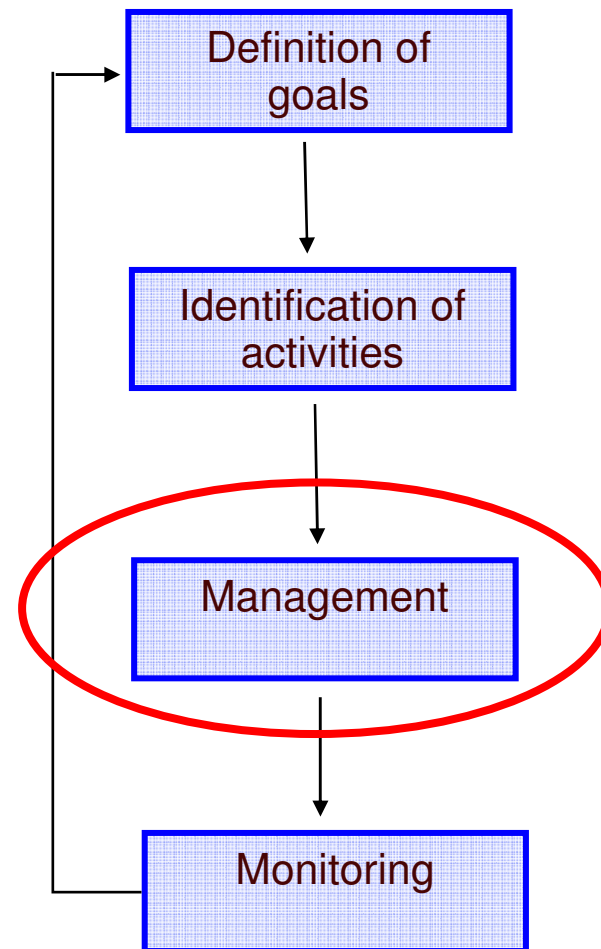 Definition of
goals
Identification of
activities
Management
Monitoring